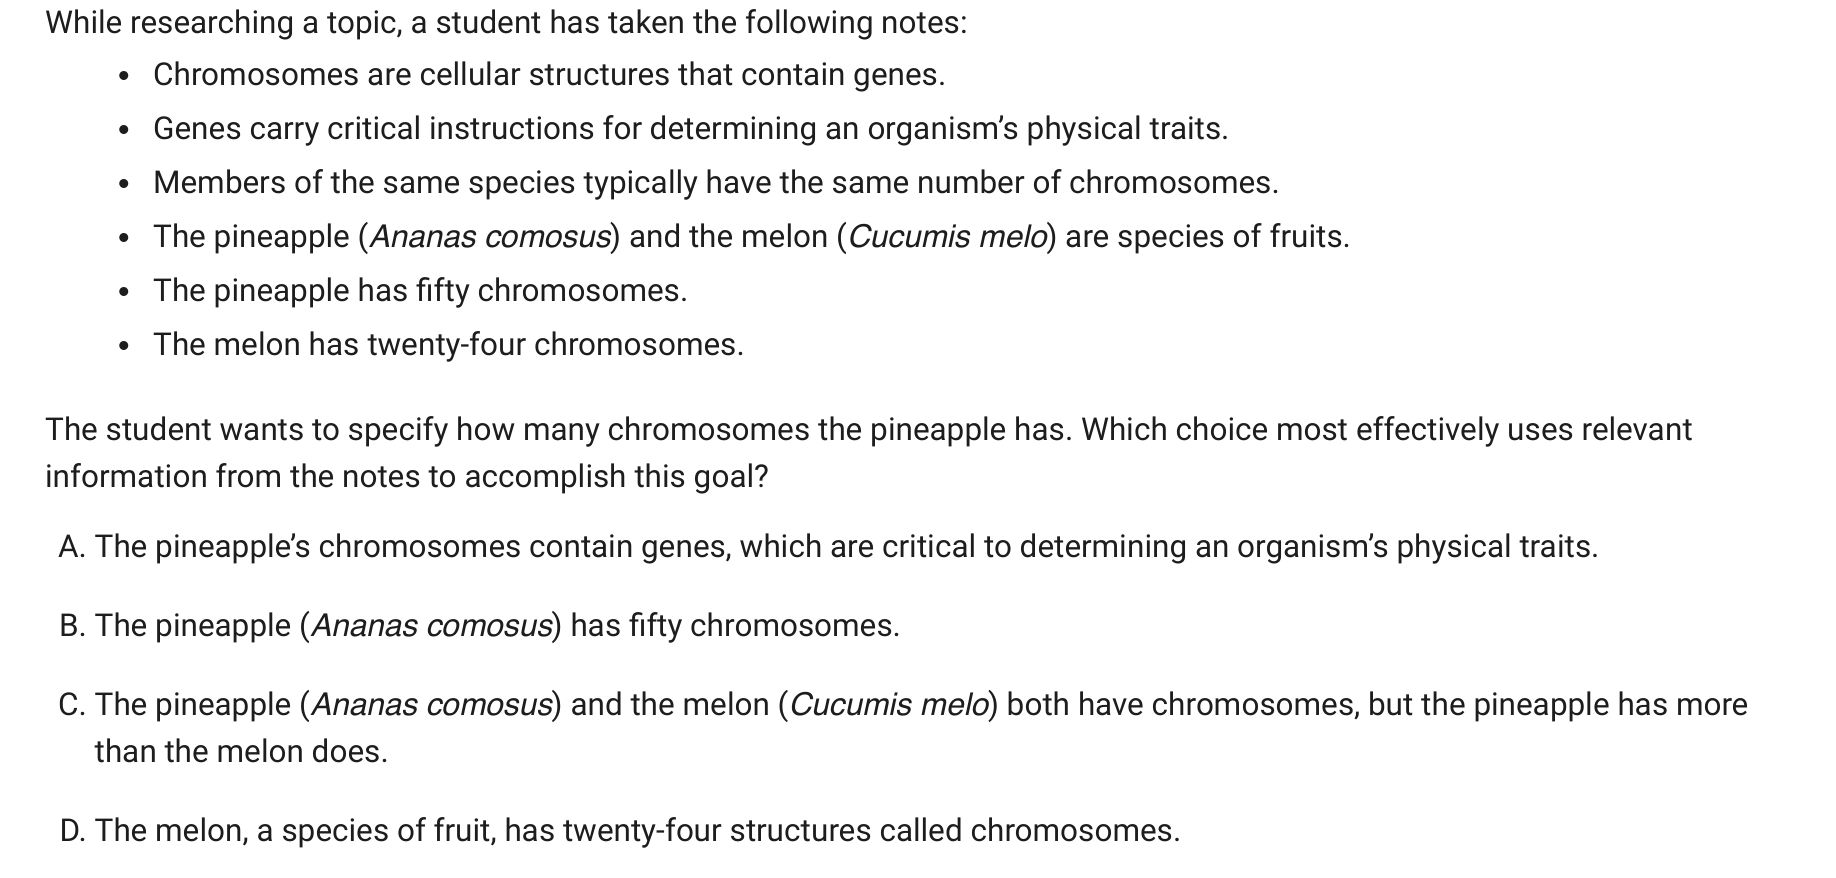 While researching a topic, a student has taken the following notes:
• Chromosomes are cellular structures that contain genes.
• Genes carry critical instructions for determining an organism’s physical traits.
• Members of the same species typically have the same number of chromosomes.
• The pineapple (Ananas comosus) and the melon (Cucumis melo) are species of fruits.
• The pineapple has fifty chromosomes.
• The melon has twenty-four chromosomes.
The student wants to specify how many chromosomes the pineapple has. Which choice most effectively uses relevant
information from the notes to accomplish this goal?
A. The pineapple’s chromosomes contain genes, which are critical to determining an organism’s physical traits.
B. The pineapple (Ananas comosus) has fifty chromosomes.
C. The pineapple (Ananas comosus) and the melon (Cucumis melo) both have chromosomes, but the pineapple has more
than the melon does.
D. The melon, a species of fruit, has twenty-four structures called chromosomes.